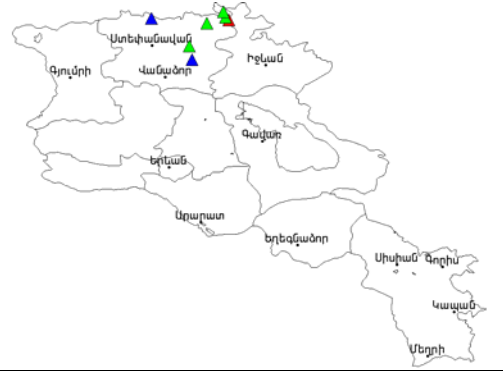 Ստեփանավան
Իջևան
Գյումրի
Վանաձոր
Գավառ
Երևան
Արարատ
Եղեգնաձոր
Սիսիան
Գորիս
Կապան
Մեղրի